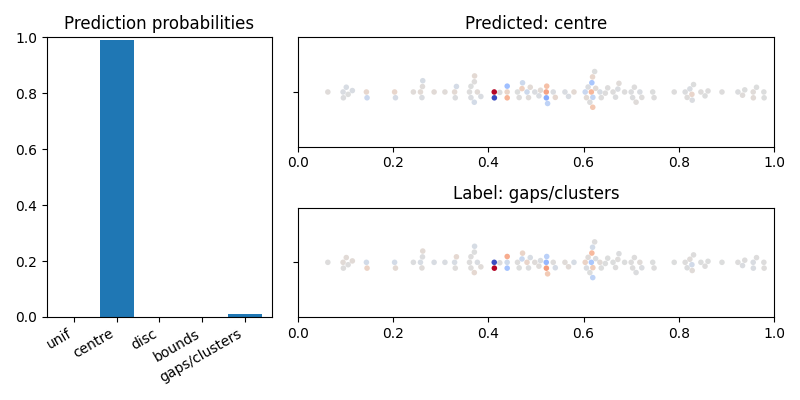 Prediction probabilities
1.0
0.8
0.6
0.4
0.2
0.0
unif
centre
disc
bounds
gaps/clusters
Predicted: centre
0.0 0.2 0.4 0.6 0.8 1.0
Label: gaps/clusters
0.0 0.2 0.4 0.6 0.8 1.0